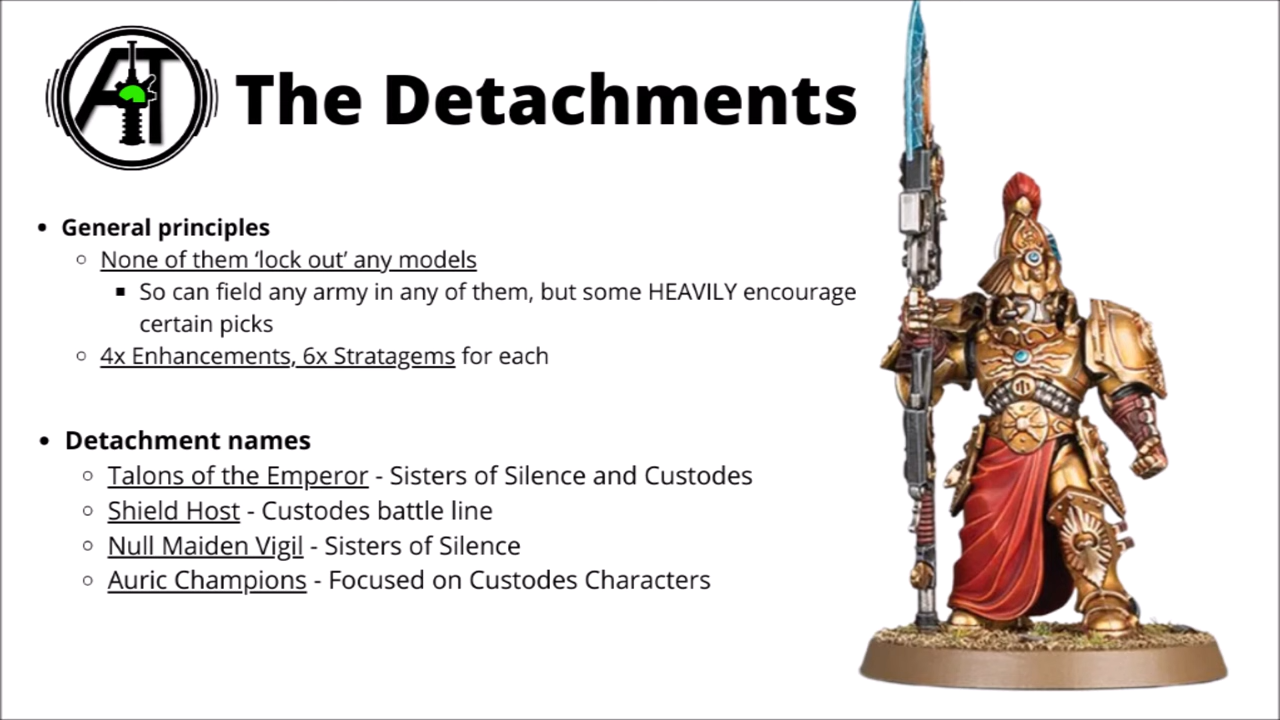 AT
The Detachments
• General principles
○ None of them ‘lock out’ any models
▪ So can field any army in any of them, but some HEAVILY encourage
certain picks
○ 4x Enhancements, 6x Stratagems for each
• Detachment names
○ Talons of the Emperor - Sisters of Silence and Custodes
○ Shield Host - Custodes battle line
○ Null Maiden Vigil - Sisters of Silence
○ Auric Champions - Focused on Custodes Characters